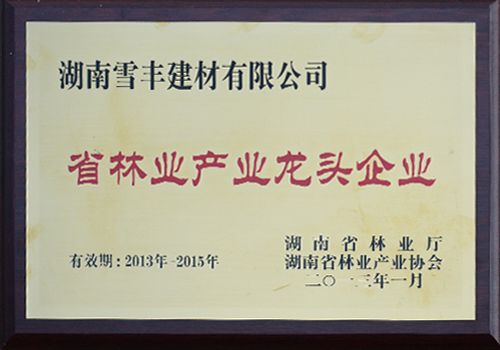 湖南雪丰建材有限公司
省林业产业龙头企业
湖南省林业厅
有效期：2013年-2015年
湖南省林业产业协会
二〇一三年一月